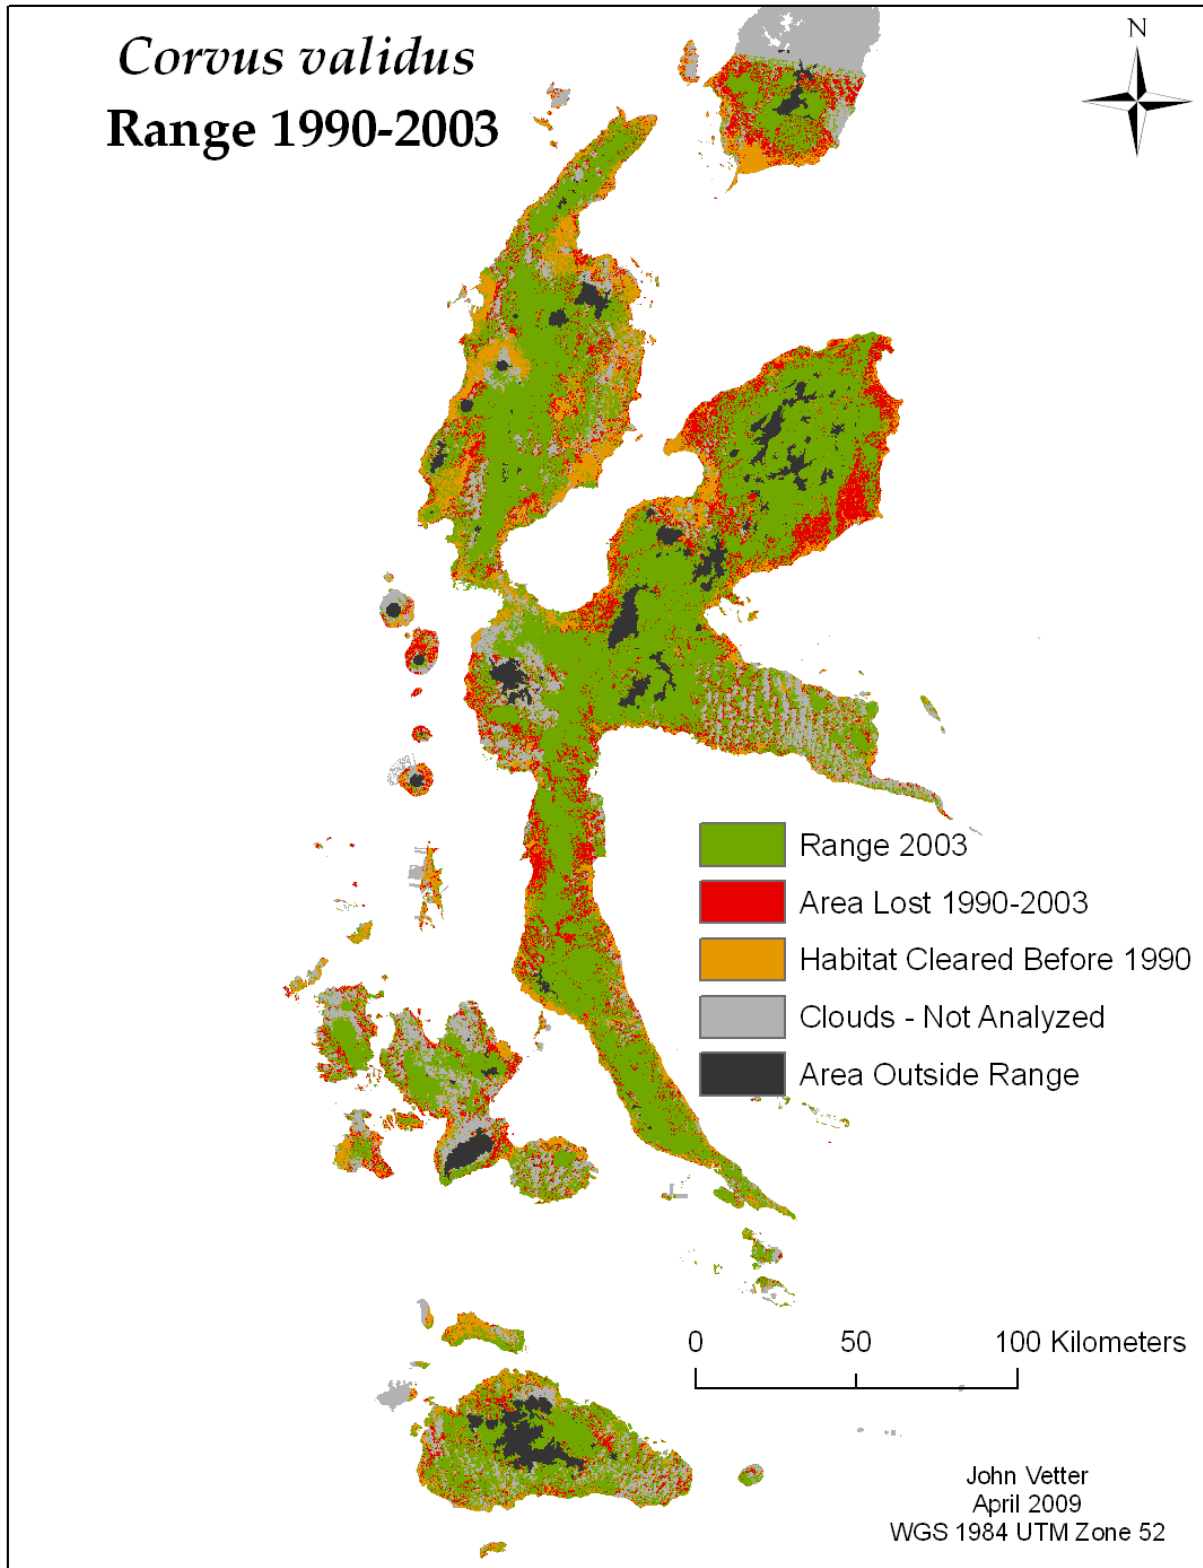 Corvus validus
Range 1990-2003
N
Range 2003
Area Lost 1990-2003
Habitat Cleared Before 1990
Clouds - Not Analyzed
Area Outside Range
0 50 100 Kilometers
John Vetter
April 2009
WGS 1984 UTM Zone 52